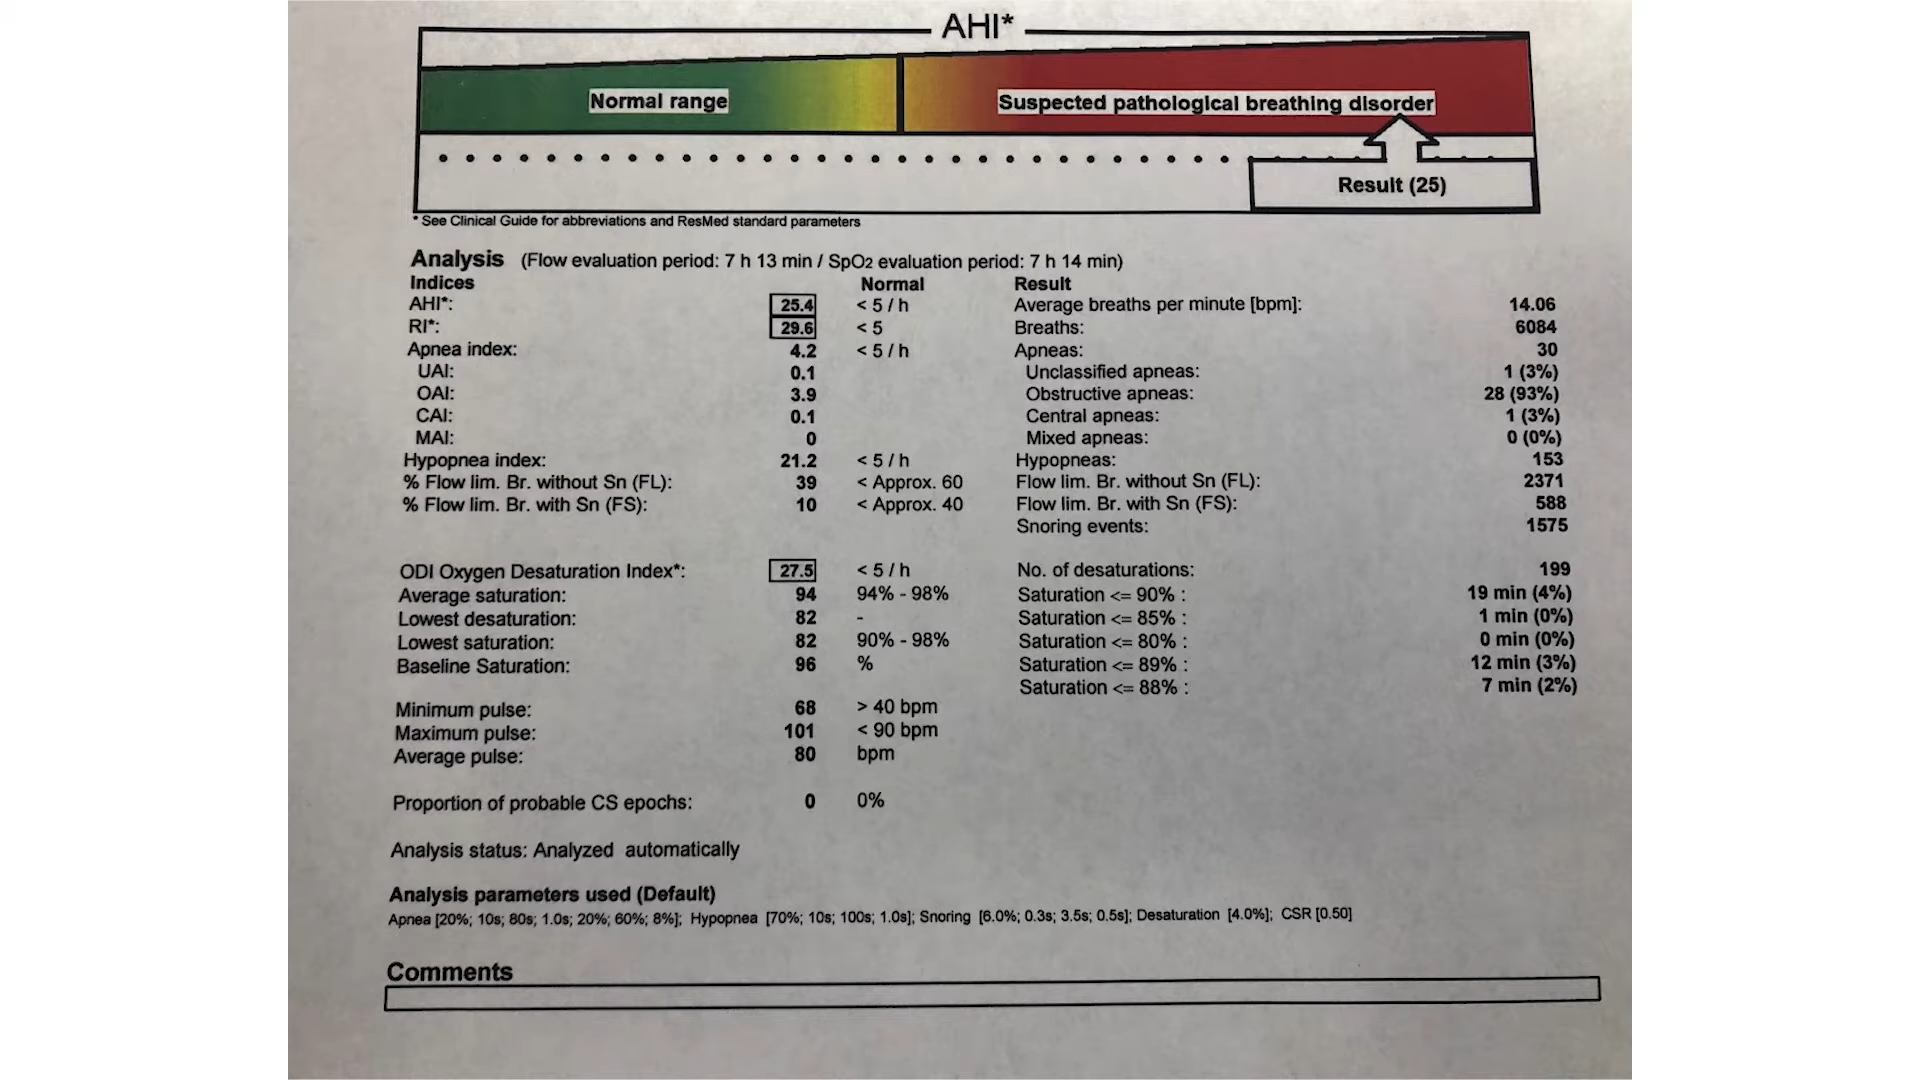 AHI*
Normal range Suspected pathological breathing disorder
Result (25)
* See Clinical Guide for abbreviations and ResMed standard parameters
Analysis (Flow evaluation period: 7 h 13 min / SpO2 evaluation period: 7 h 14 min)
Indices Normal Result
AHI*: 25.4 < 5 / h Average breaths per minute [bpm]: 14.06
RI*: 29.6 < 5 Breaths: 6084
Apnea index: 4.2 < 5 / h Apneas: 30
UAI: 0.1 Unclassified apneas: 1 (3%)
OAI: 3.9 Obstructive apneas: 28 (93%)
CAI: 0.1 Central apneas: 1 (3%)
MAI: 0 Mixed apneas: 0 (0%)
Hypopnea index: 21.2 < 5 / h Hypopneas: 153
% Flow lim. Br. without Sn (FL): 39 < Approx. 60 Flow lim. Br. without Sn (FL): 2371
% Flow lim. Br. with Sn (FS): 10 < Approx. 40 Flow lim. Br. with Sn (FS): 588
Snoring events: 1575
ODI Oxygen Desaturation Index*: 27.5 < 5 / h No. of desaturations: 199
Average saturation: 94 94% - 98% Saturation <= 90% : 19 min (4%)
Lowest desaturation: 82 - Saturation <= 85% : 1 min (0%)
Lowest saturation: 82 90% - 98% Saturation <= 80% : 0 min (0%)
Baseline Saturation: 96 % Saturation <= 89% : 12 min (3%)
Saturation <= 88% : 7 min (2%)
Minimum pulse: 68 > 40 bpm
Maximum pulse: 101 < 90 bpm
Average pulse: 80 bpm
Proportion of probable CS epochs: 0 0%
Analysis status: Analyzed automatically
Analysis parameters used (Default)
Apnea [20%; 10s; 80s; 1.0s; 20%; 60%; 8%]; Hypopnea [70%; 10s; 100s; 1.0s]; Snoring [6.0%; 0.3s; 3.5s; 0.5s]; Desaturation [4.0%]; CSR [0.50]
Comments